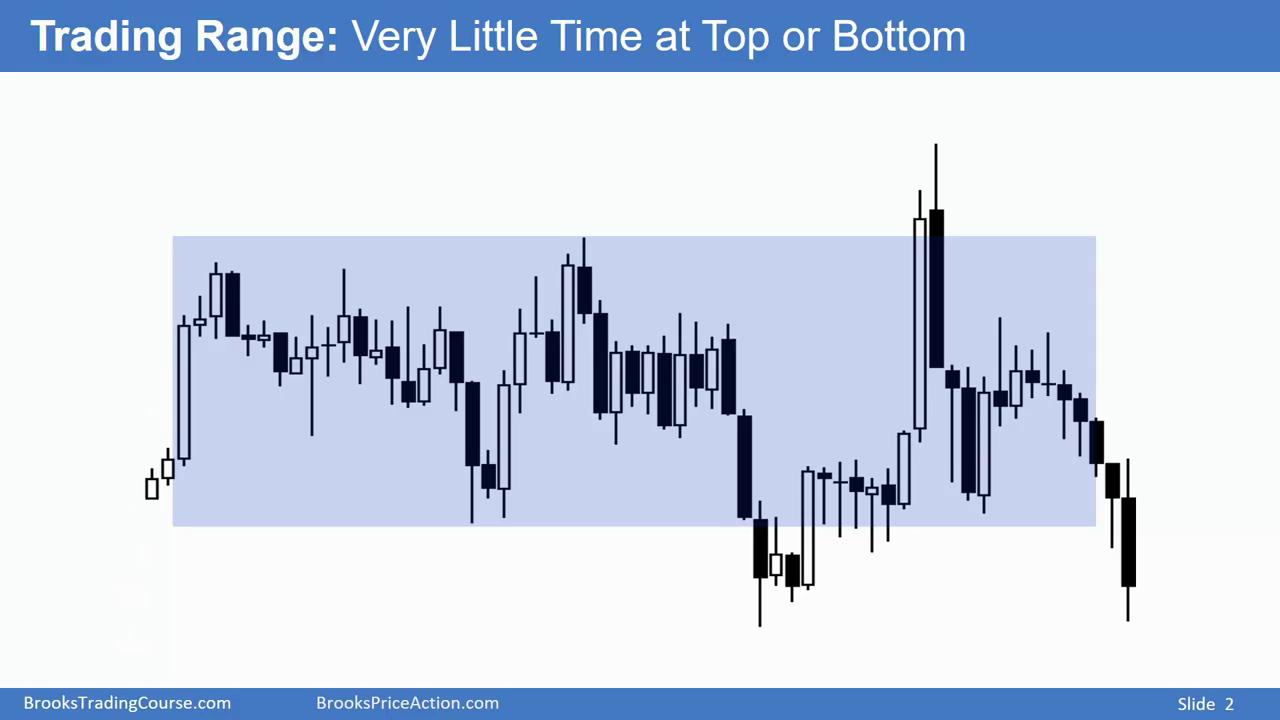 Trading Range: Very Little Time at Top or Bottom
BrooksTradingCourse.com
BrooksPriceAction.com
Slide 2